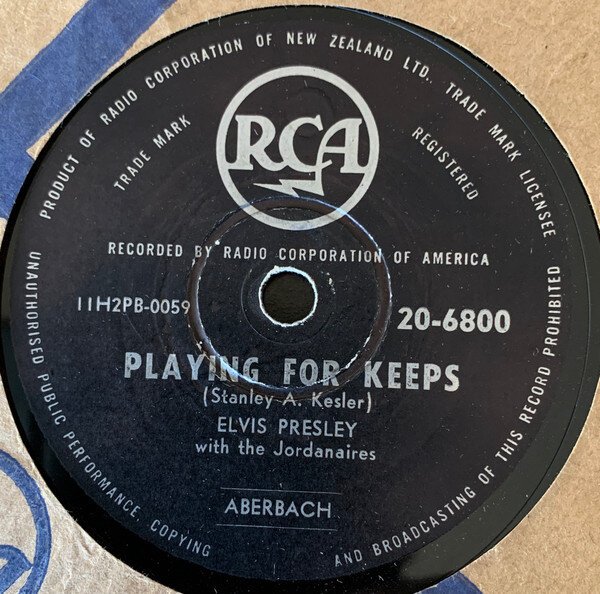 PRODUCT OF RADIO CORPORATION OF NEW ZEALAND LTD. TRADE MARK LICENSEE
TRADE MARK
RCA
REGISTERED
RECORDED BY RADIO CORPORATION OF AMERICA
11H2PB-0059
20-6800
PLAYING FOR KEEPS
(Stanley A. Kesler)
ELVIS PRESLEY
with the Jordanaires
ABERBACH
UNAUTHORISED PUBLIC PERFORMANCE, COPYING
AND BROADCASTING OF THIS RECORD PROHIBITED